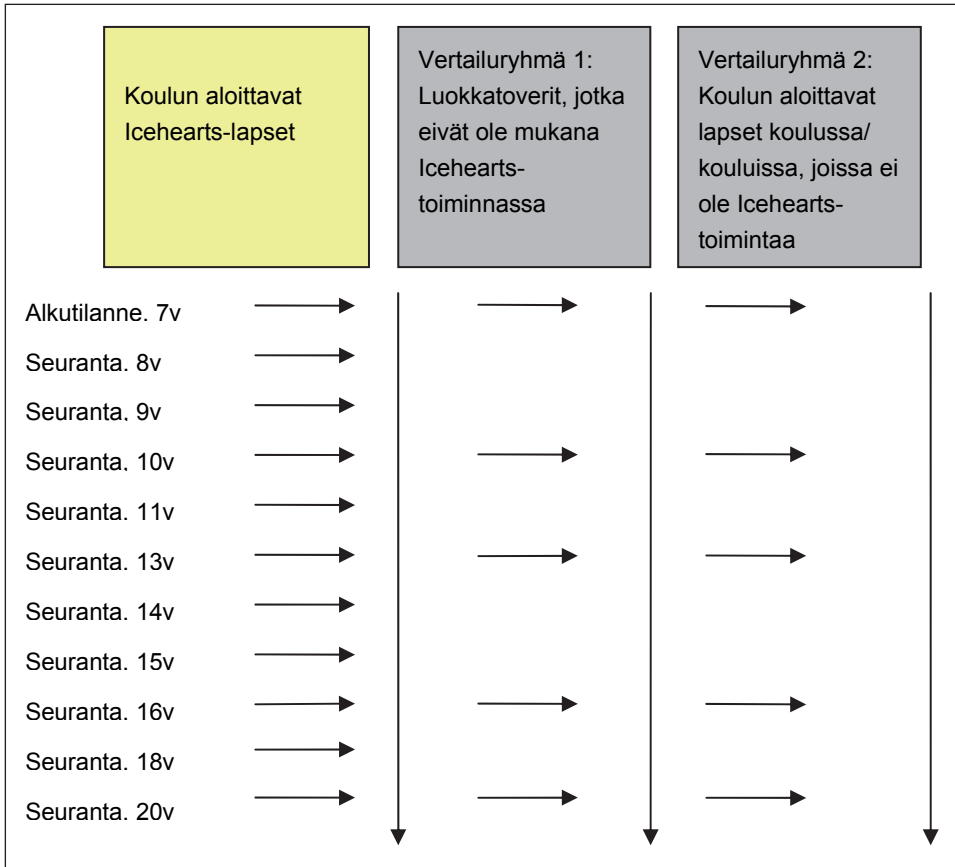 Koulun aloittavat
Icehearts-lapset
Vertailuryhmä 1:
Luokkatoverit, jotka
eivät ole mukana
Icehearts-
toiminnassa
Vertailuryhmä 2:
Koulun aloittavat
lapset koulussa/
kouluissa, joissa ei
ole Icehearts-
toimintaa
Alkutilanne. 7v
Seuranta. 8v
Seuranta. 9v
Seuranta. 10v
Seuranta. 11v
Seuranta. 13v
Seuranta. 14v
Seuranta. 15v
Seuranta. 16v
Seuranta. 18v
Seuranta. 20v